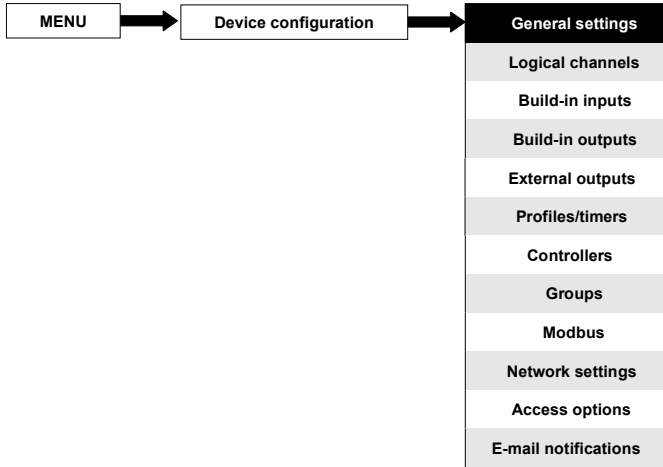 MENU
Device configuration
General settings
Logical channels
Build-in inputs
Build-in outputs
External outputs
Profiles/timers
Controllers
Groups
Modbus
Network settings
Access options
E-mail notifications